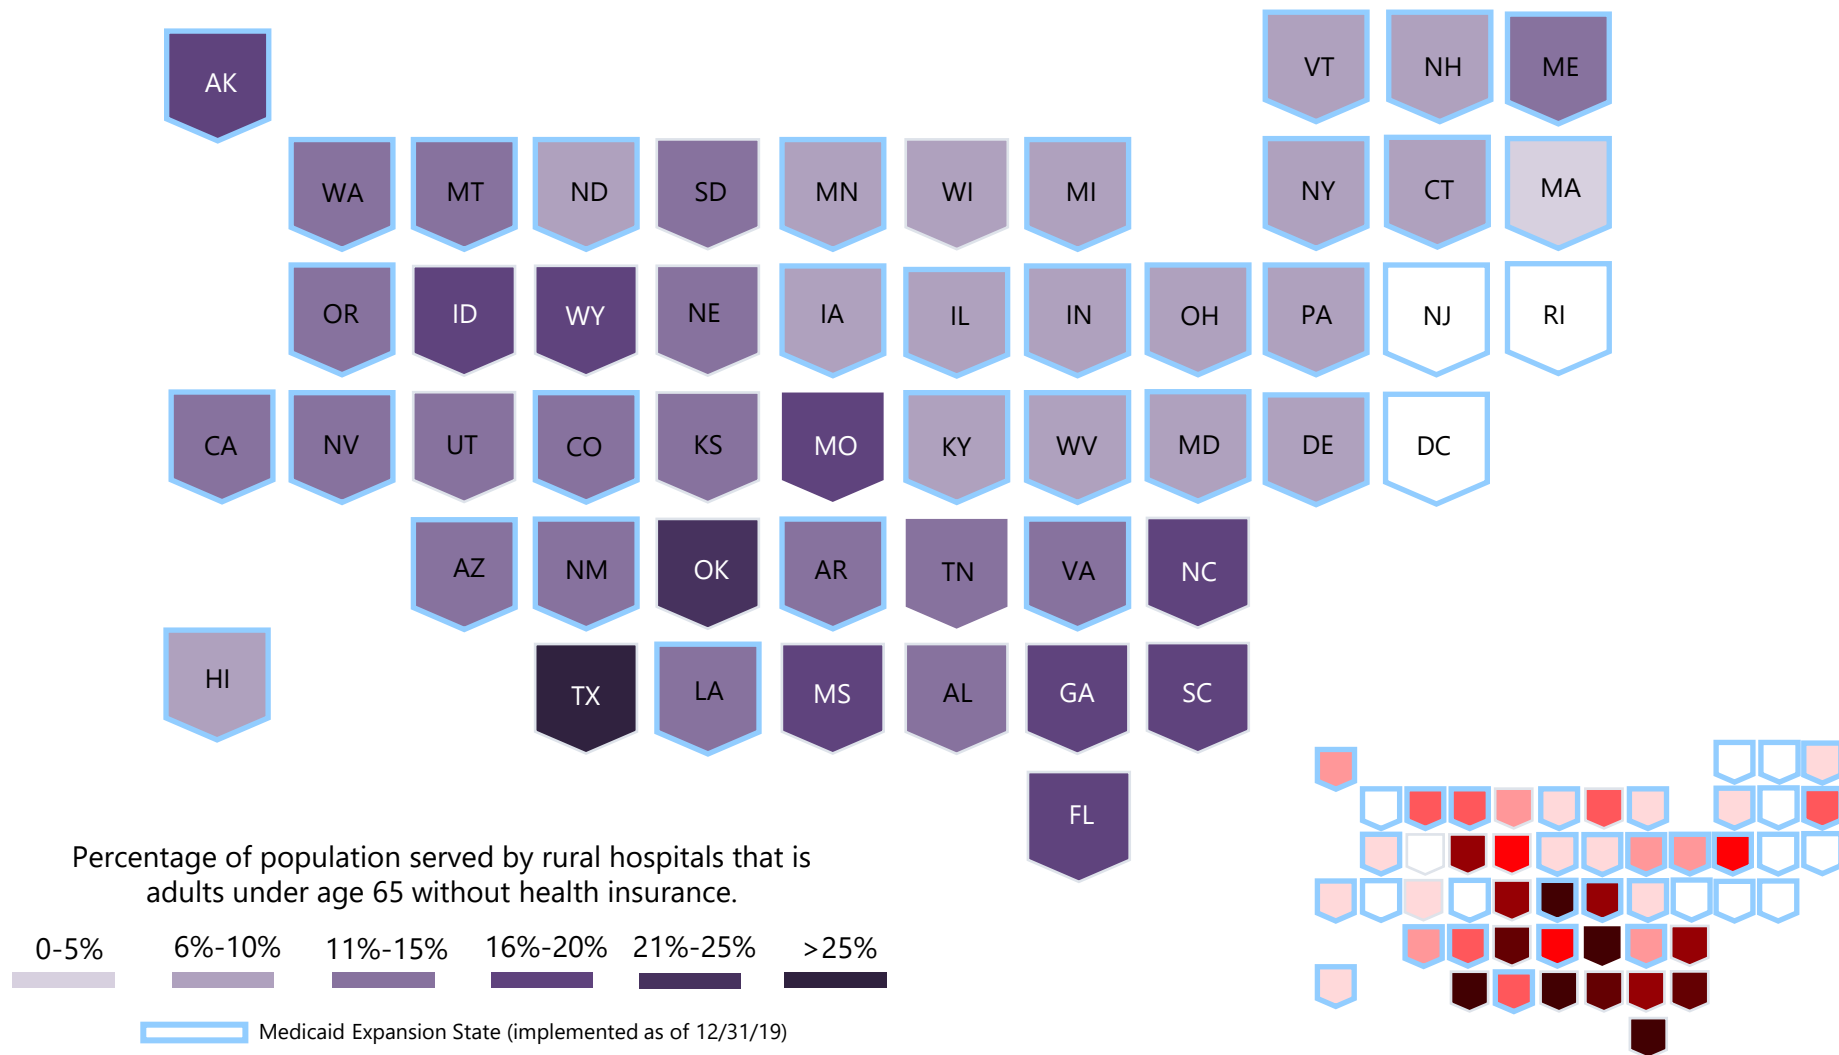 AK
VT NH ME
WA MT ND SD MN WI MI NY CT MA
OR ID WY NE IA IL IN OH PA NJ RI
CA NV UT CO KS MO KY WV MD DE DC
AZ NM OK AR TN VA NC
HI TX LA MS AL GA SC
FL
Percentage of population served by rural hospitals that is
adults under age 65 without health insurance.
0-5% 6%-10% 11%-15% 16%-20% 21%-25% >25%
Medicaid Expansion State (implemented as of 12/31/19)